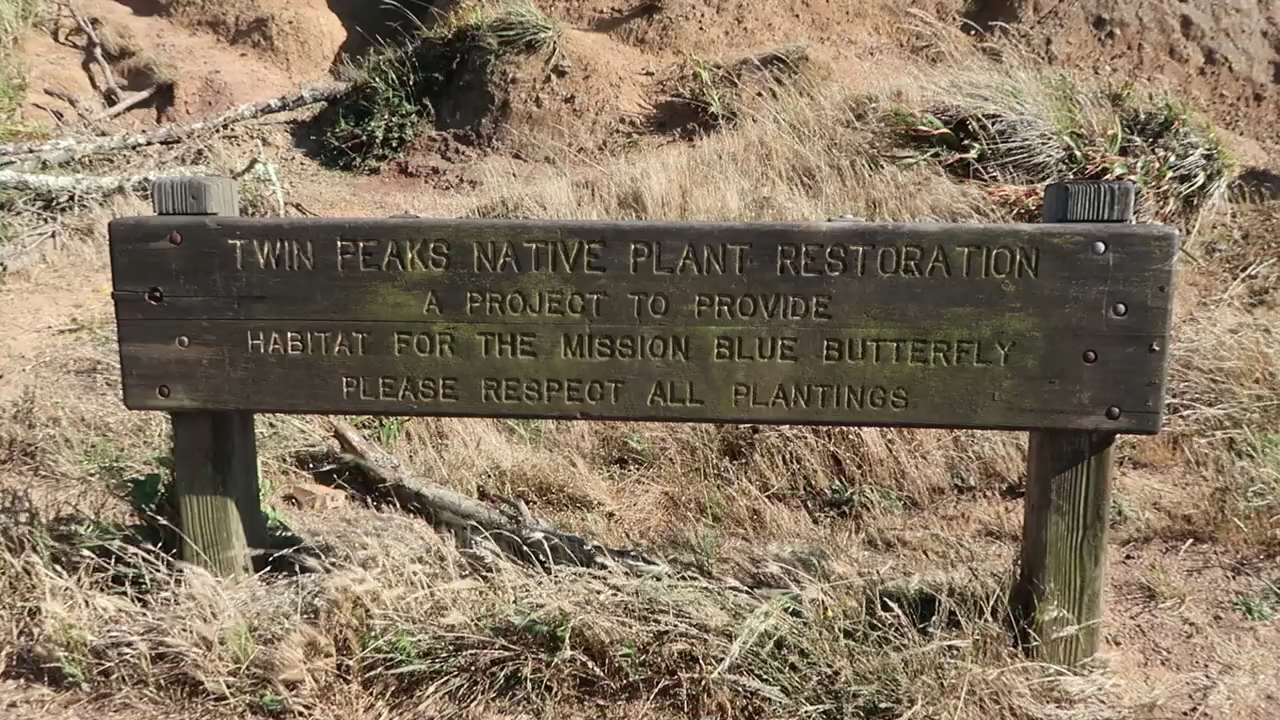 TWIN PEAKS NATIVE PLANT RESTORATION
A PROJECT TO PROVIDE
HABITAT FOR THE MISSION BLUE BUTTERFLY
PLEASE RESPECT ALL PLANTINGS